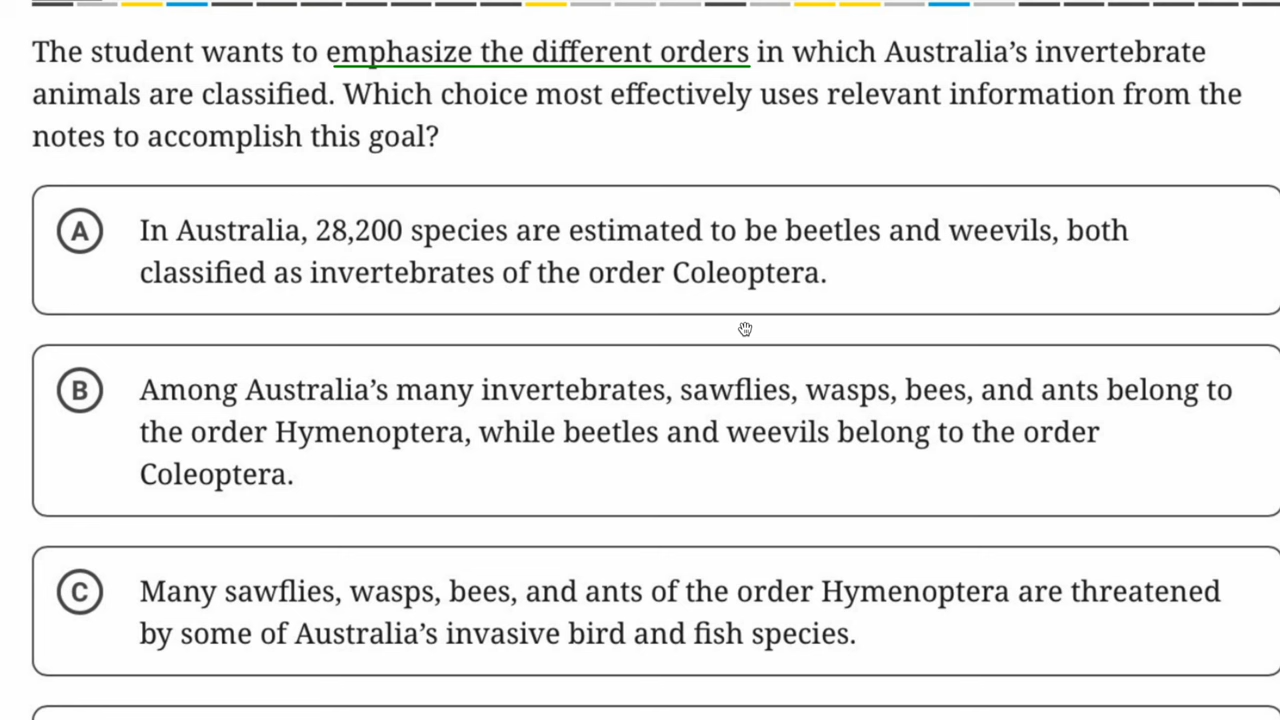 The student wants to emphasize the different orders in which Australia’s invertebrate
animals are classified. Which choice most effectively uses relevant information from the
notes to accomplish this goal?
A
In Australia, 28,200 species are estimated to be beetles and weevils, both
classified as invertebrates of the order Coleoptera.
B
Among Australia’s many invertebrates, sawflies, wasps, bees, and ants belong to
the order Hymenoptera, while beetles and weevils belong to the order
Coleoptera.
C
Many sawflies, wasps, bees, and ants of the order Hymenoptera are threatened
by some of Australia’s invasive bird and fish species.